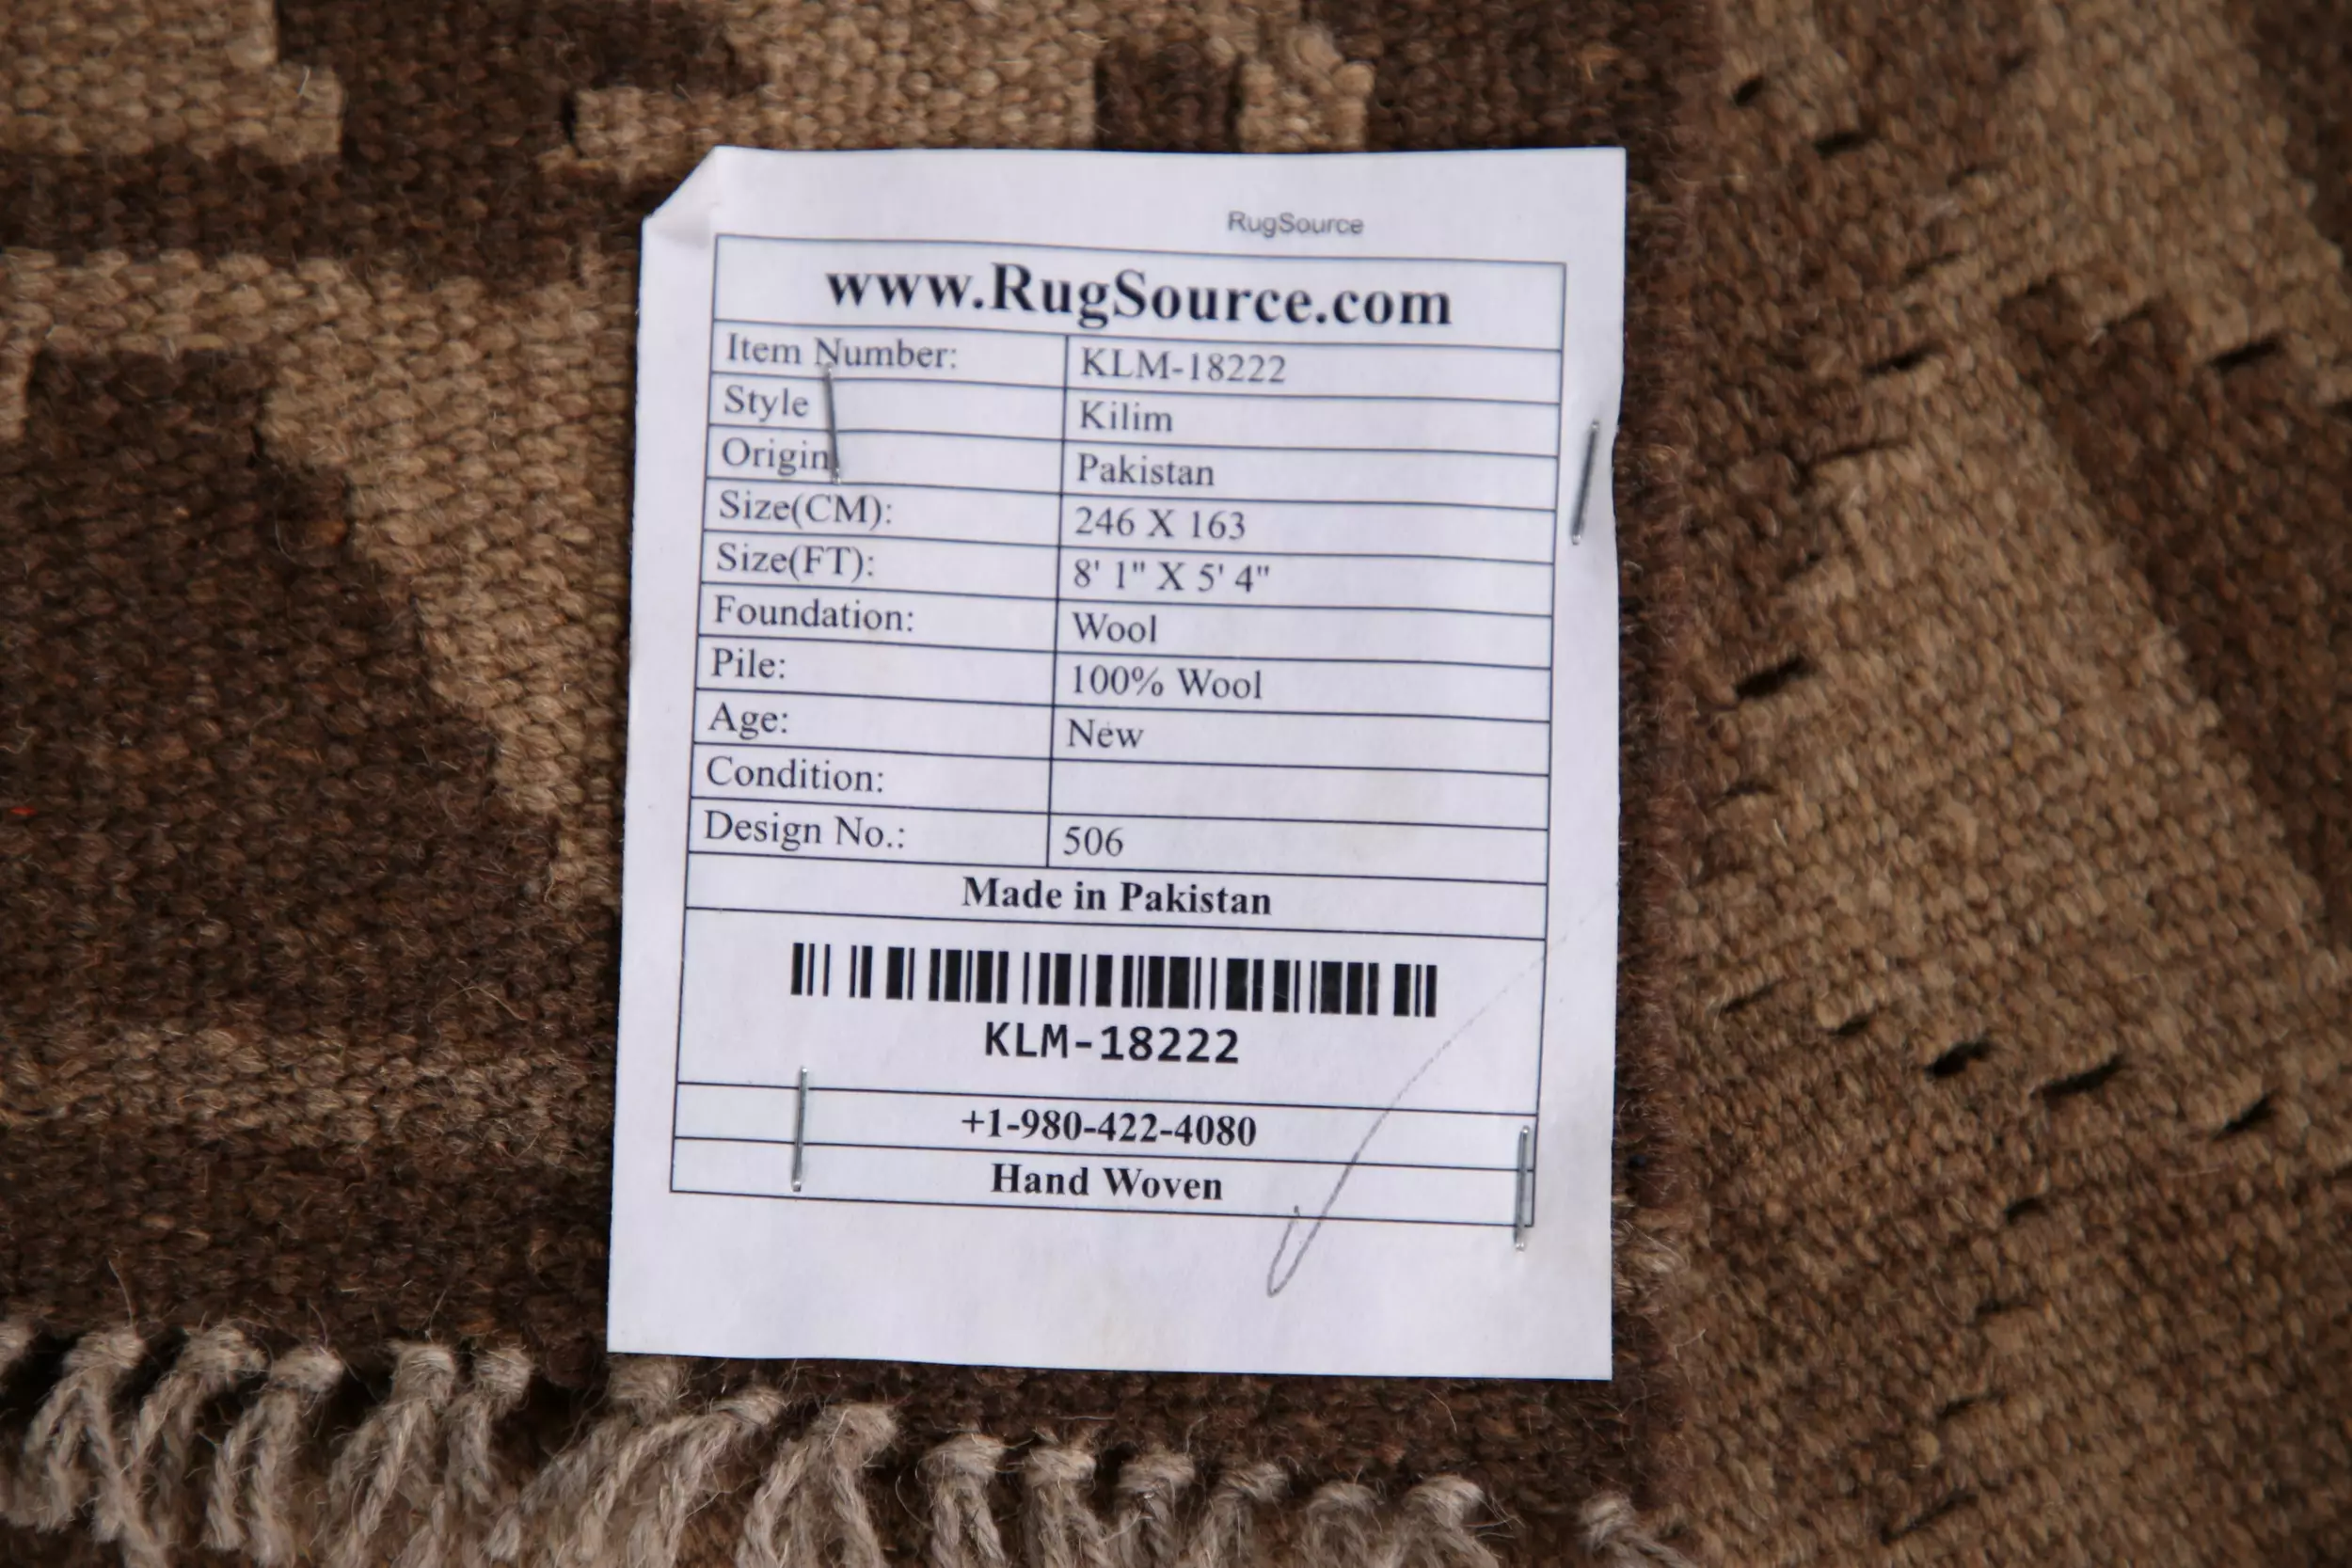 RugSource
www.RugSource.com
Item Number: KLM-18222
Style Kilim
Origin Pakistan
Size(CM): 246 X 163
Size(FT): 8' 1" X 5' 4"
Foundation: Wool
Pile: 100% Wool
Age: New
Condition:
Design No.: 506
Made in Pakistan
KLM-18222
+1-980-422-4080
Hand Woven